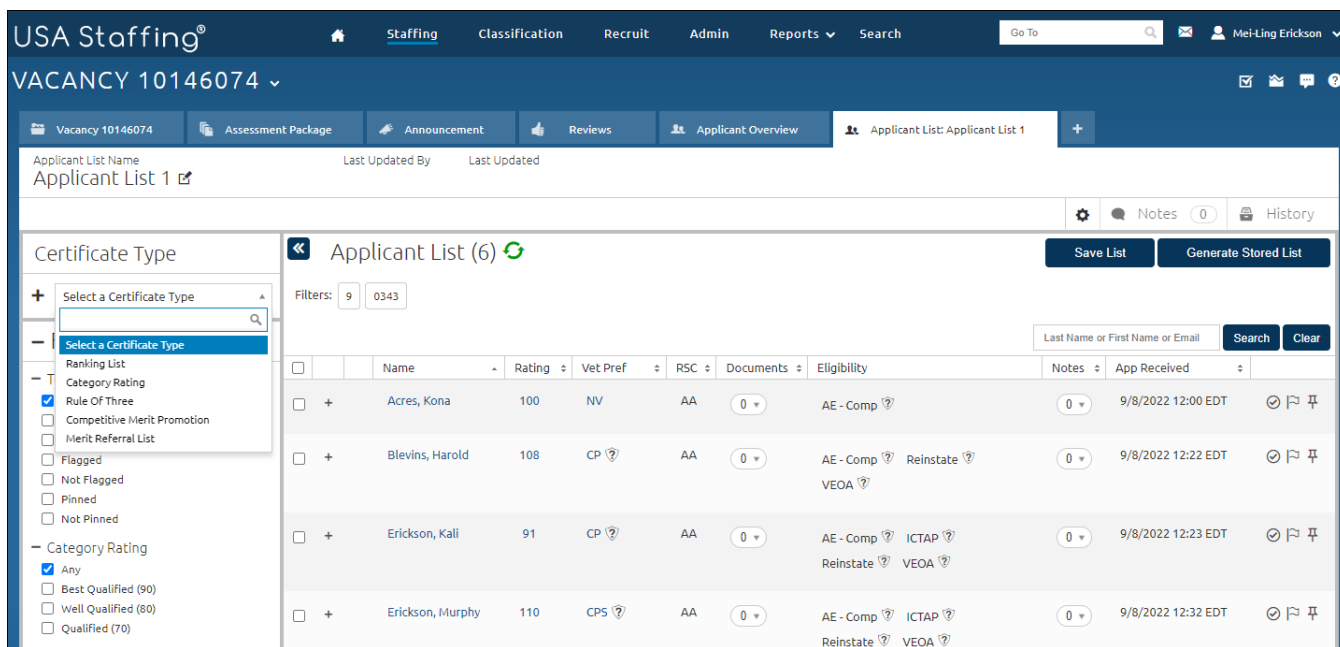 USA Staffing®
Staffing
Classification
Recruit
Admin
Reports
Search
Go To
Mei-Ling Erickson
VACANCY 10146074
Vacancy 10146074
Assessment Package
Announcement
Reviews
Applicant Overview
Applicant List: Applicant List 1
+
Applicant List Name
Last Updated By
Last Updated
Applicant List 1
Notes 0
History
Certificate Type
Applicant List (6)
Save List
Generate Stored List
Select a Certificate Type
Select a Certificate Type
Ranking List
Category Rating
Rule Of Three
Competitive Merit Promotion
Merit Referral List
Flagged
Not Flagged
Pinned
Not Pinned
Category Rating
Any
Best Qualified (90)
Well Qualified (80)
Qualified (70)
Filters: 9 0343
Last Name or First Name or Email
Search
Clear
Name Rating Vet Pref RSC Documents Eligibility Notes App Received
+ Acres, Kona 100 NV AA 0 AE - Comp ? 0 9/8/2022 12:00 EDT
+ Blevins, Harold 108 CP ? AA 0 AE - Comp ? Reinstate ? 0 9/8/2022 12:22 EDT
VEOA ?
+ Erickson, Kali 91 CP ? AA 0 AE - Comp ? ICTAP ? 0 9/8/2022 12:23 EDT
Reinstate ? VEOA ?
+ Erickson, Murphy 110 CPS ? AA 0 AE - Comp ? ICTAP ? 0 9/8/2022 12:32 EDT
Reinstate ? VEOA ?